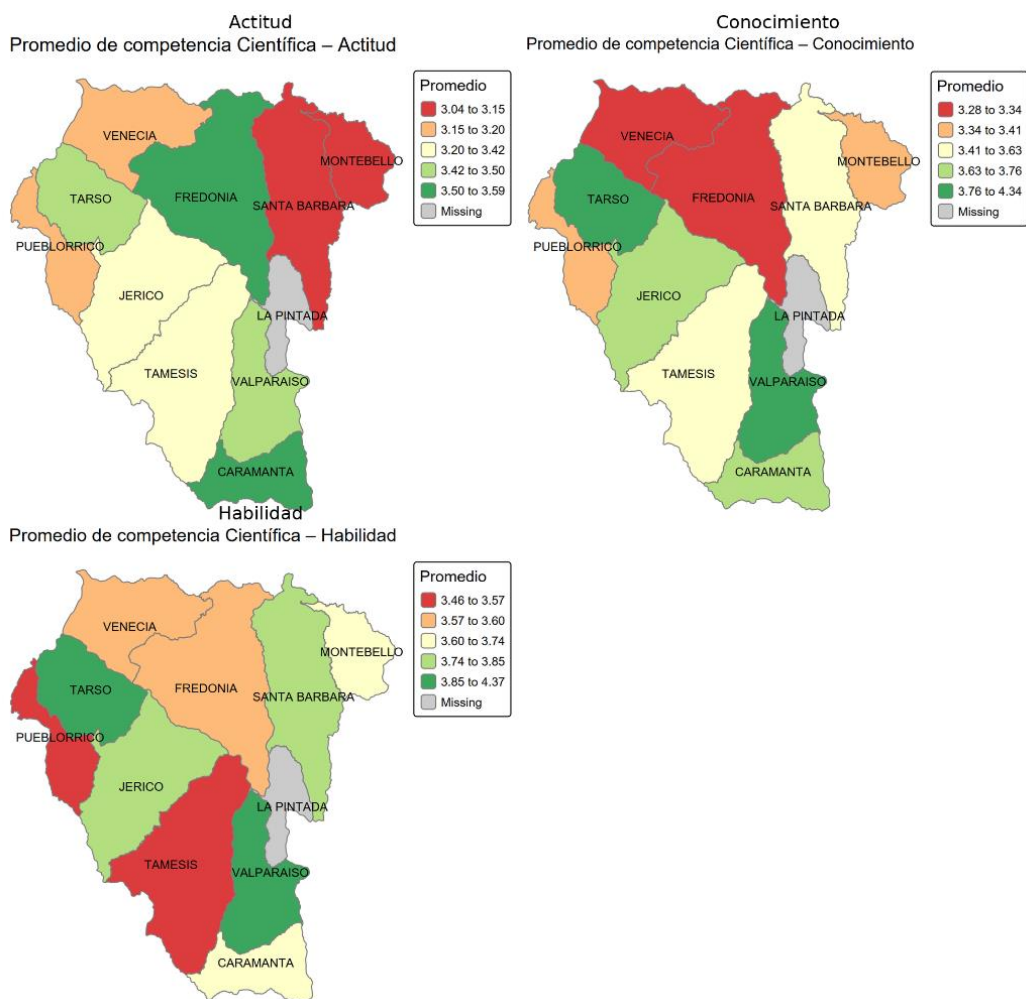 Actitud
Promedio de competencia Científica – Actitud
Promedio
3.04 to 3.15
3.15 to 3.20
3.20 to 3.42
3.42 to 3.50
3.50 to 3.59
Missing
VENECIA
MONTEBELLO
TARSO
FREDONIA
SANTA BARBARA
PUEBLORRICO
JERICO
LA PINTADA
TAMESIS
VALPARAISO
CARAMANTA
Conocimiento
Promedio de competencia Científica – Conocimiento
Promedio
3.28 to 3.34
3.34 to 3.41
3.41 to 3.63
3.63 to 3.76
3.76 to 4.34
Missing
VENECIA
MONTEBELLO
TARSO
FREDONIA
SANTA BARBARA
PUEBLORRICO
JERICO
LA PINTADA
TAMESIS
VALPARAISO
CARAMANTA
Habilidad
Promedio de competencia Científica – Habilidad
Promedio
3.46 to 3.57
3.57 to 3.60
3.60 to 3.74
3.74 to 3.85
3.85 to 4.37
Missing
VENECIA
MONTEBELLO
TARSO
FREDONIA
SANTA BARBARA
PUEBLORRICO
JERICO
LA PINTADA
TAMESIS
VALPARAISO
CARAMANTA